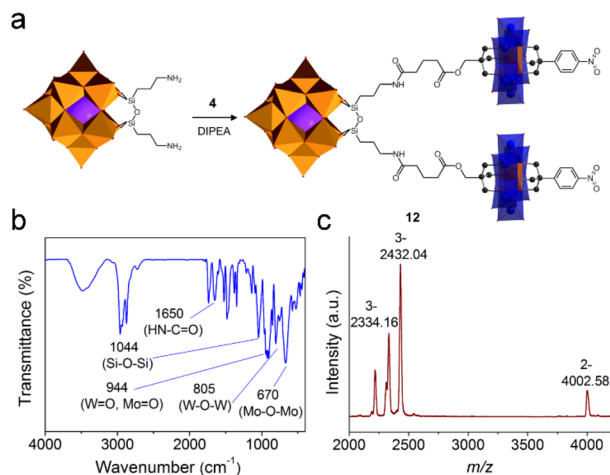 a
NH2
Si
O
Si
NH2
4
DIPEA
Si
O
Si
NH
O
O
O
NO2
NH
O
O
O
NO2
12
b
Transmittance (%)
1650
(HN-C=O)
1044
(Si-O-Si)
944
(W=O, Mo=O)
805
(W-O-W)
670
(Mo-O-Mo)
4000 3000 2000 1000
Wavenumber (cm-1)
c
Intensity (a.u.)
3-
2432.04
3-
2334.16
2-
4002.58
2000 2500 3000 3500 4000
m/z